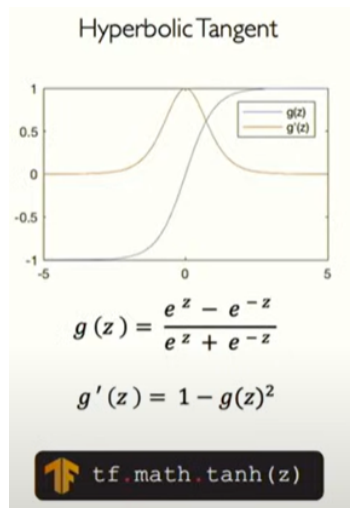 Hyperbolic Tangent
1
0.5
0
-0.5
-1
-5 0 5
g(z)
g'(z)
g (z) = e^z − e^−z / e^z + e^−z
g′(z) = 1 − g(z)²
tf.math.tanh(z)